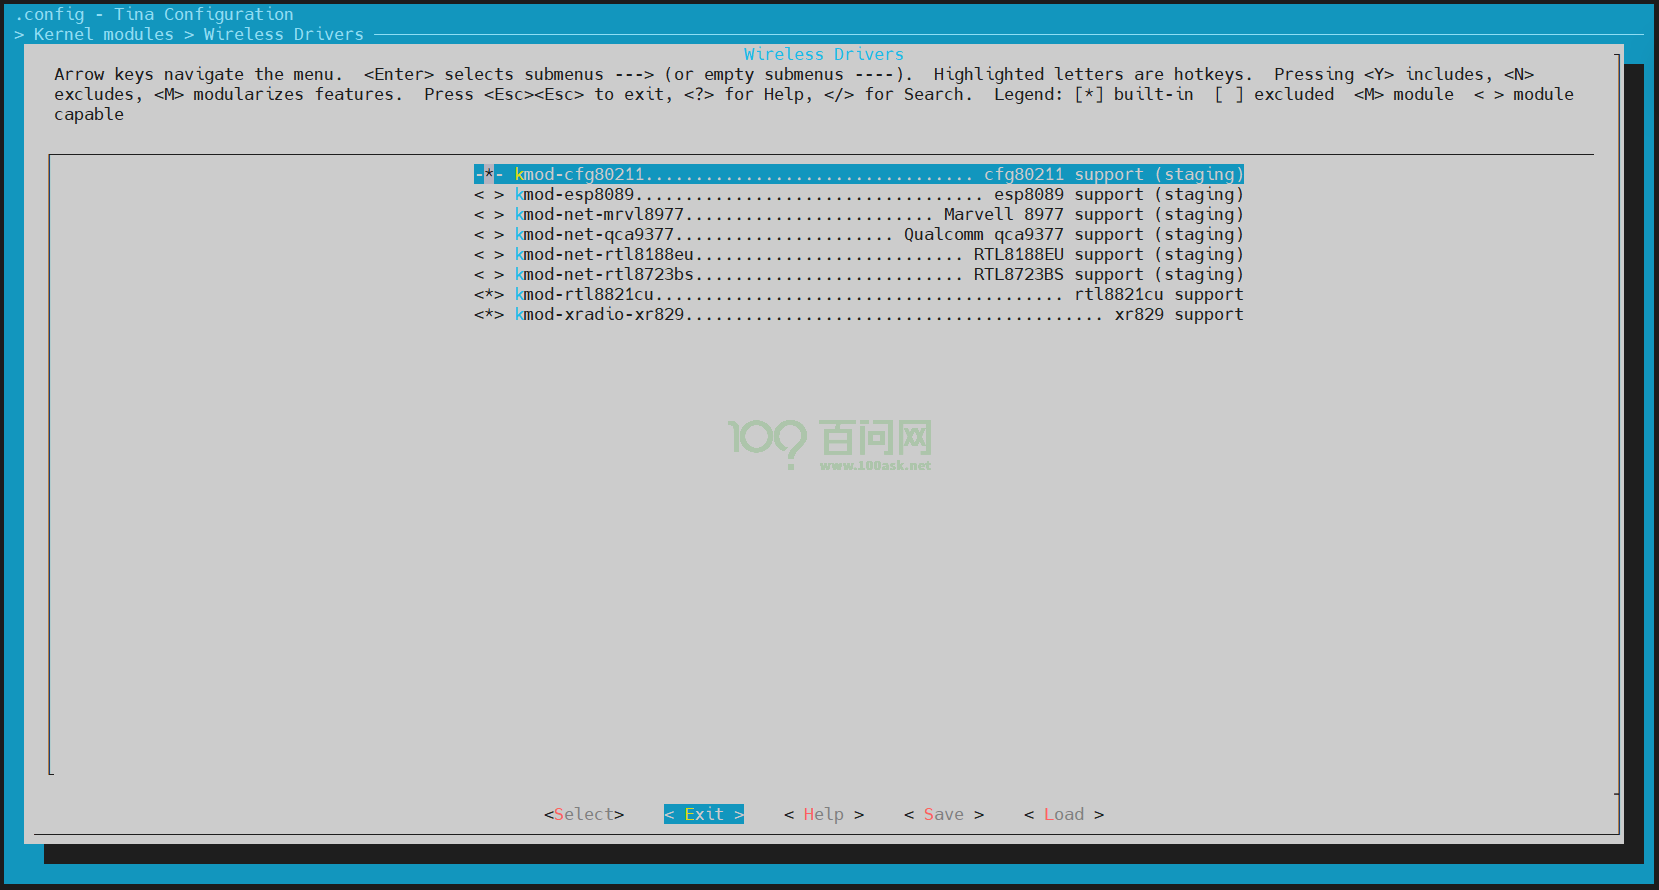 .config - Tina Configuration
> Kernel modules > Wireless Drivers
Wireless Drivers
Arrow keys navigate the menu.  <Enter> selects submenus ---> (or empty submenus ----).  Highlighted letters are hotkeys.  Pressing <Y> includes, <N>
excludes, <M> modularizes features.  Press <Esc><Esc> to exit, <?> for Help, </> for Search.  Legend: [*] built-in  [ ] excluded  <M> module  < > module
capable
-*- kmod-cfg80211................................. cfg80211 support (staging)
< > kmod-esp8089................................... esp8089 support (staging)
< > kmod-net-mrvl8977......................... Marvell 8977 support (staging)
< > kmod-net-qca9377...................... Qualcomm qca9377 support (staging)
< > kmod-net-rtl8188eu........................... RTL8188EU support (staging)
< > kmod-net-rtl8723bs........................... RTL8723BS support (staging)
<*> kmod-rtl8821cu......................................... rtl8821cu support
<*> kmod-xradio-xr829.......................................... xr829 support
100? 百问网
www.100ask.net
<Select>    < Exit >    < Help >    < Save >    < Load >